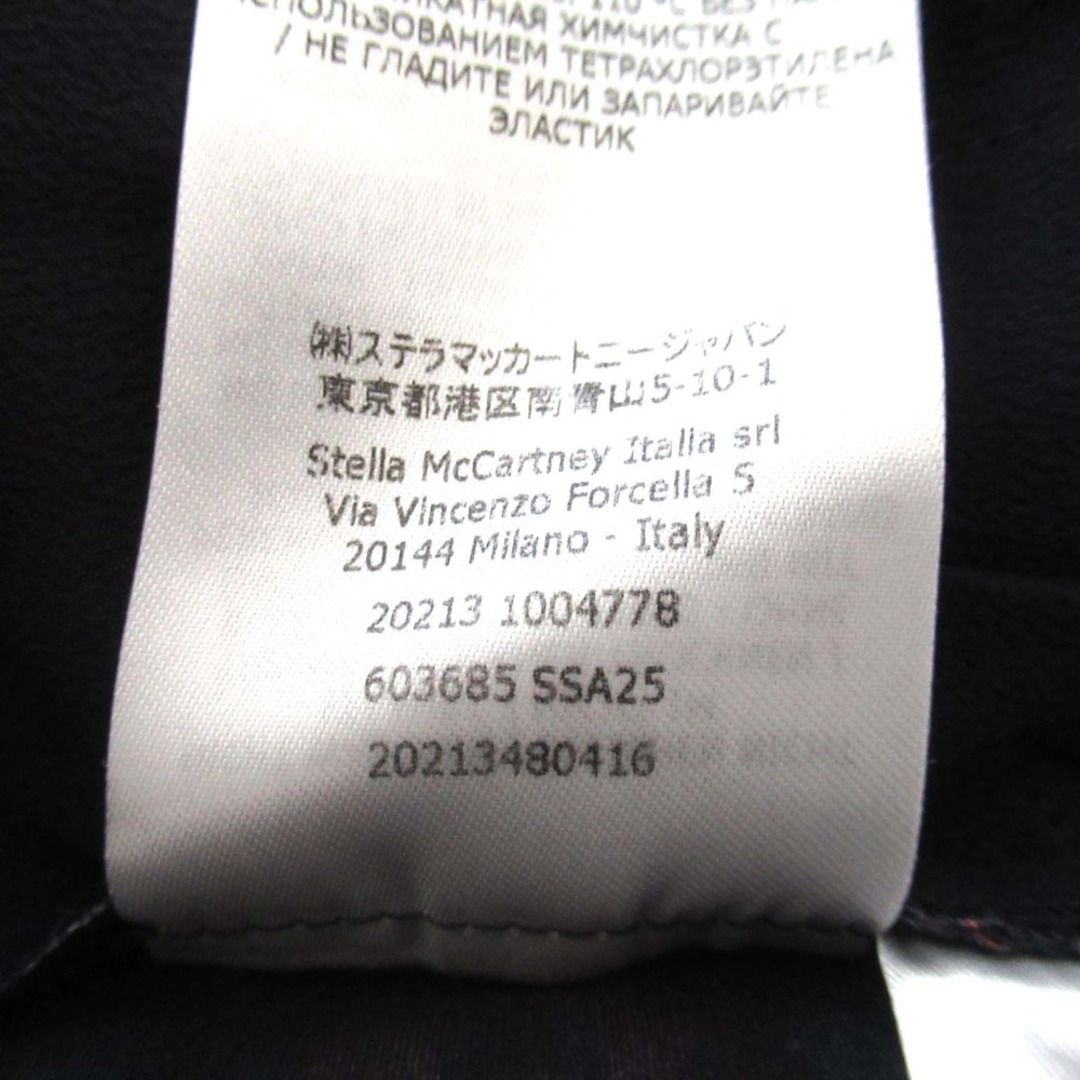 110 °C БЕЗ
ХИМЧИСТКА С
ИСПОЛЬЗОВАНИЕМ ТЕТРАХЛОРЭТИЛЕНА
/ НЕ ГЛАДИТЕ ИЛИ ЗАПАРИВАЙТЕ
ЭЛАСТИК
㈱ステラマッカートニージャパン
東京都港区南青山5-10-1
Stella McCartney Italia srl
Via Vincenzo Forcella 5
20144 Milano - Italy
20213 1004778
603685 SSA25
20213480416